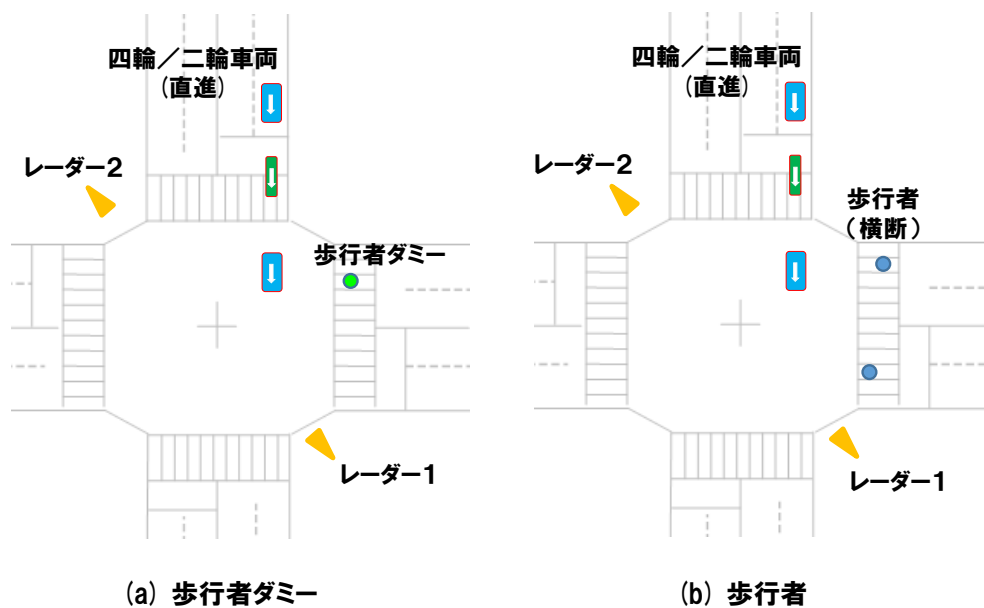 四輪／二輪車両
(直進)
レーダー2
歩行者ダミー
レーダー1
(a) 歩行者ダミー
四輪／二輪車両
(直進)
レーダー2
歩行者
（横断）
レーダー1
(b) 歩行者